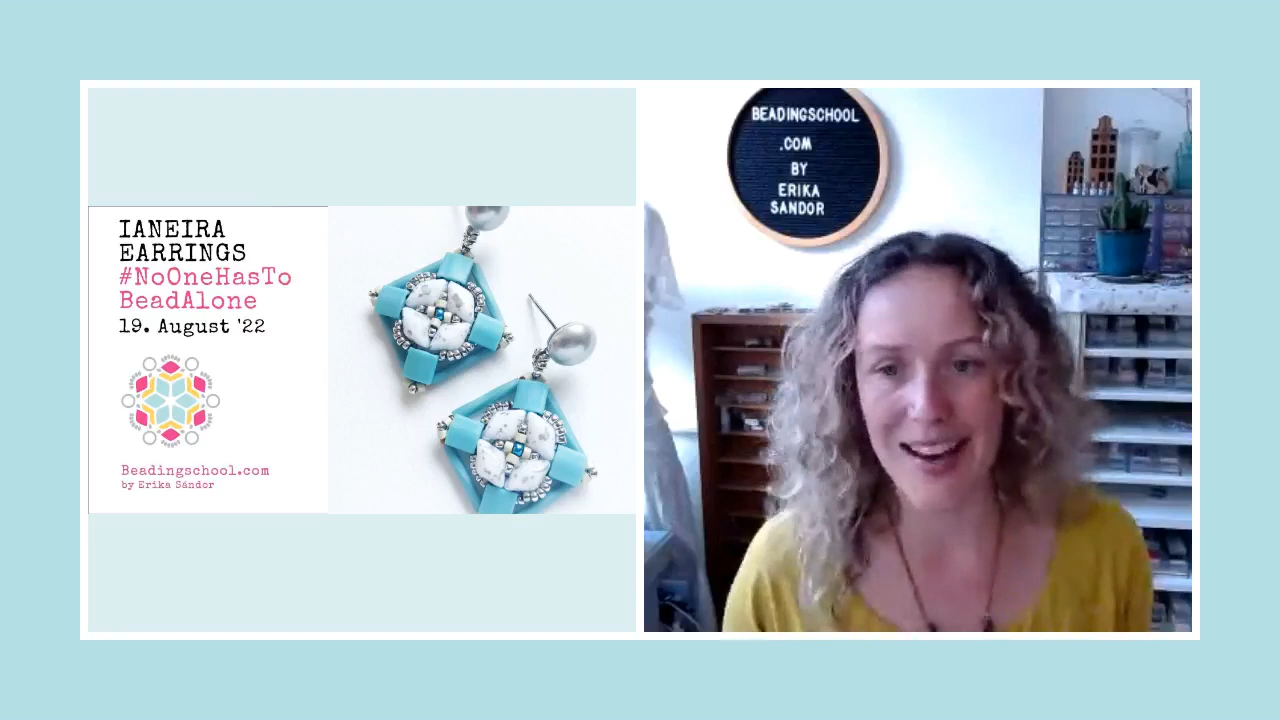 IANEIRA
EARRINGS
#NoOneHasTo
BeadAlone
19. August '22
Beadingschool.com
by Erika Sándor
BEADINGSCHOOL
.COM
BY
ERIKA
SANDOR